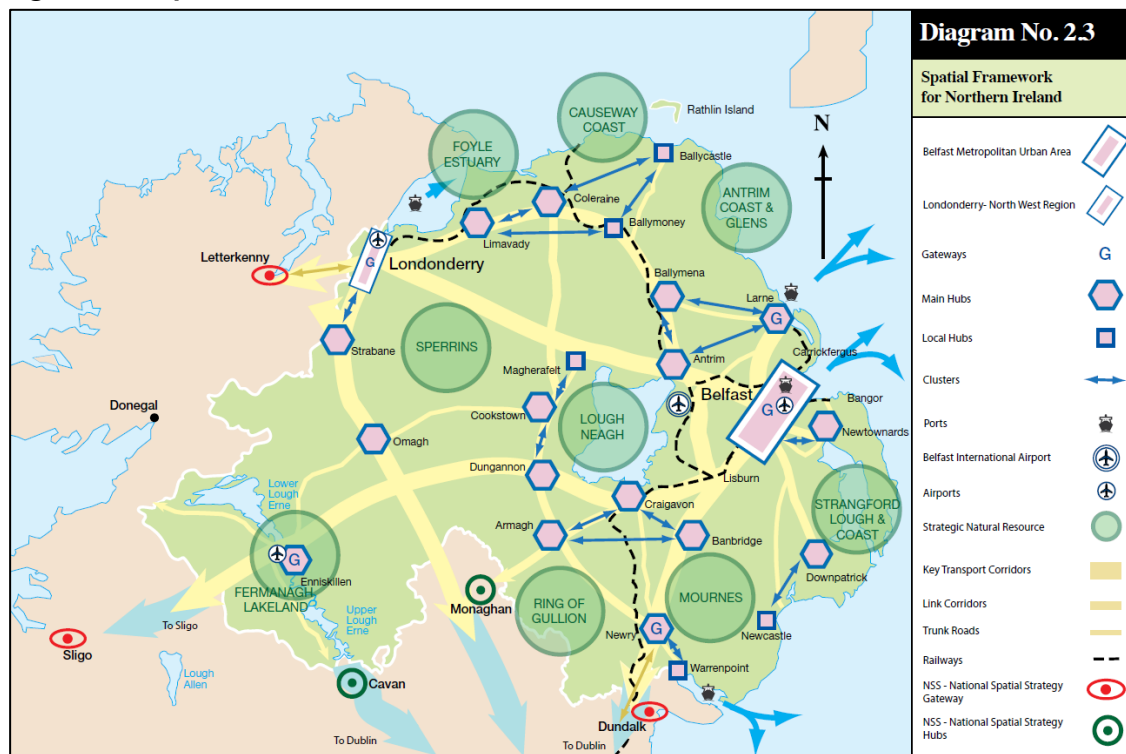 Diagram No. 2.3
Spatial Framework
for Northern Ireland
Belfast Metropolitan Urban Area
Londonderry- North West Region
Gateways
G
Main Hubs
Local Hubs
Clusters
Ports
Belfast International Airport
Airports
Strategic Natural Resource
Key Transport Corridors
Link Corridors
Trunk Roads
Railways
NSS - National Spatial Strategy
Gateway
NSS - National Spatial Strategy
Hubs
N
Rathlin Island
CAUSEWAY
COAST
FOYLE
ESTUARY
Ballycastle
ANTRIM
COAST &
GLENS
Coleraine
Ballymoney
Limavady
Letterkenny
G
Londonderry
Ballymena
Larne
G
Strabane
SPERRINS
Carrickfergus
Antrim
Magherafelt
Belfast
Donegal
Bangor
G
Cookstown
LOUGH
NEAGH
Newtownards
Omagh
Dungannon
Lisburn
Lower
Lough
Erne
Craigavon
STRANGFORD
LOUGH &
COAST
Armagh
Banbridge
G
Enniskillen
Downpatrick
FERMANAGH
LAKELAND
Monaghan
RING OF
GULLION
MOURNES
Upper
Lough
Erne
To Sligo
Newry
G
Newcastle
Sligo
Warrenpoint
Lough
Allen
Cavan
Dundalk
To Dublin
To Dublin